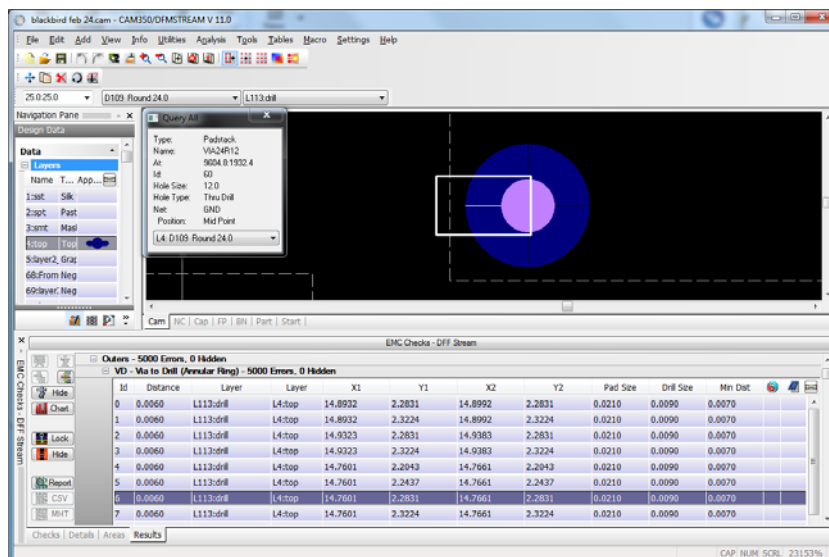 blackbird feb 24.cam - CAM350/DFMSTREAM V 11.0
File Edit Add View Info Utilities Analysis Tools Tables Macro Settings Help
25.0:25.0 D109 Round 24.0 L113:drill
Navigation Pane
Design Data
Data
Layers
Name T... App...
1:sst Silk
2:spt Past
3:smt Masl
4:top Top
5:layer2_ Grap
68:From Neg
69:layer. Neg
Query All
Type: Padstack
Name: VIA24R12
At: 9604.0:1932.4
Id: 60
Hole Size: 12.0
Hole Type: Thru Drill
Net: GND
Position: Mid Point
L4: D109 Round 24.0
Cam NC Cap FP BN Part Start
EMC Checks - DFF Stream
EMC Checks - DFF Stream
Hide
Chart
Lock
Hide
Report
CSV
MHT
Outers - 5000 Errors, 0 Hidden
VD - Via to Drill (Annular Ring) - 5000 Errors, 0 Hidden
Id Distance Layer Layer X1 Y1 X2 Y2 Pad Size Drill Size Min Dist
0 0.0060 L113:drill L4:top 14.8932 2.2831 14.8992 2.2831 0.0210 0.0090 0.0070
1 0.0060 L113:drill L4:top 14.8932 2.3224 14.8992 2.3224 0.0210 0.0090 0.0070
2 0.0060 L113:drill L4:top 14.9323 2.2831 14.9383 2.2831 0.0210 0.0090 0.0070
3 0.0060 L113:drill L4:top 14.9323 2.3224 14.9383 2.3224 0.0210 0.0090 0.0070
4 0.0060 L113:drill L4:top 14.7601 2.2043 14.7661 2.2043 0.0210 0.0090 0.0070
5 0.0060 L113:drill L4:top 14.7601 2.2437 14.7661 2.2437 0.0210 0.0090 0.0070
6 0.0060 L113:drill L4:top 14.7601 2.2831 14.7661 2.2831 0.0210 0.0090 0.0070
7 0.0060 L113:drill L4:top 14.7601 2.3224 14.7661 2.3224 0.0210 0.0090 0.0070
Checks Details Areas Results
CAP NUM SCRL 23153%